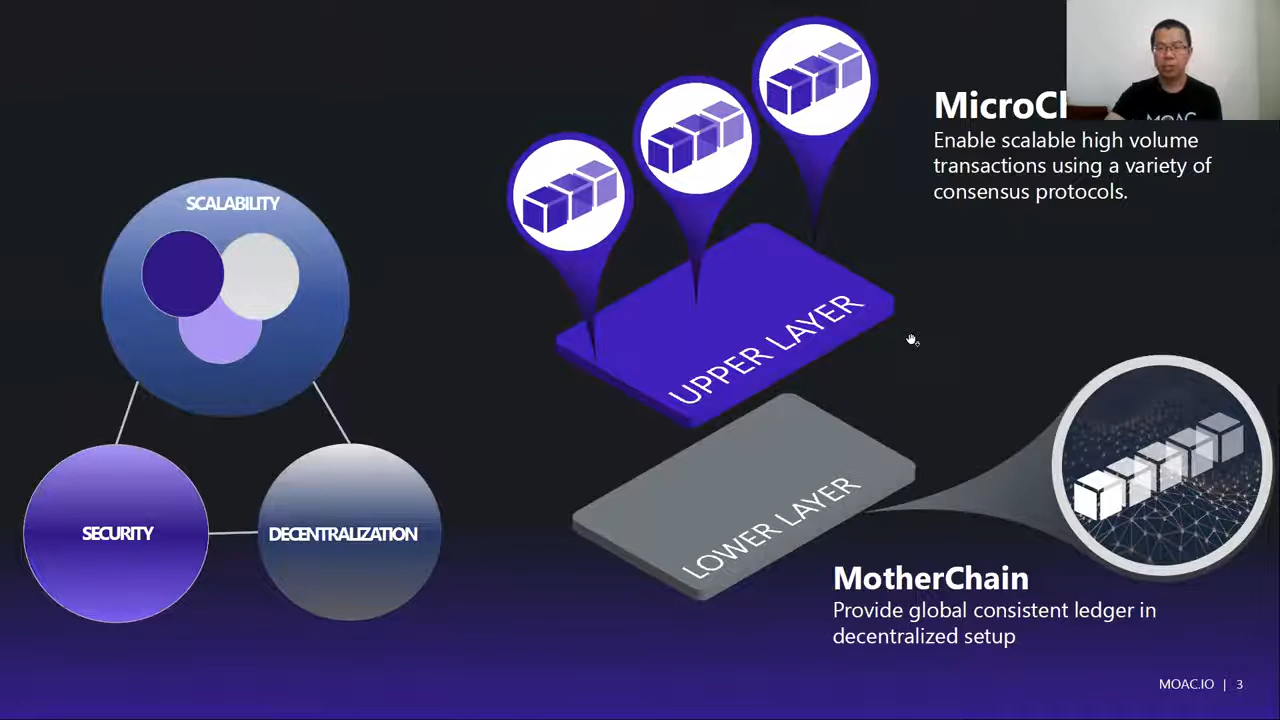 SCALABILITY
SECURITY
DECENTRALIZATION
UPPER LAYER
LOWER LAYER
Enable scalable high volume
transactions using a variety of
consensus protocols.
MotherChain
Provide global consistent ledger in
decentralized setup
MOAC.IO | 3
MOAC